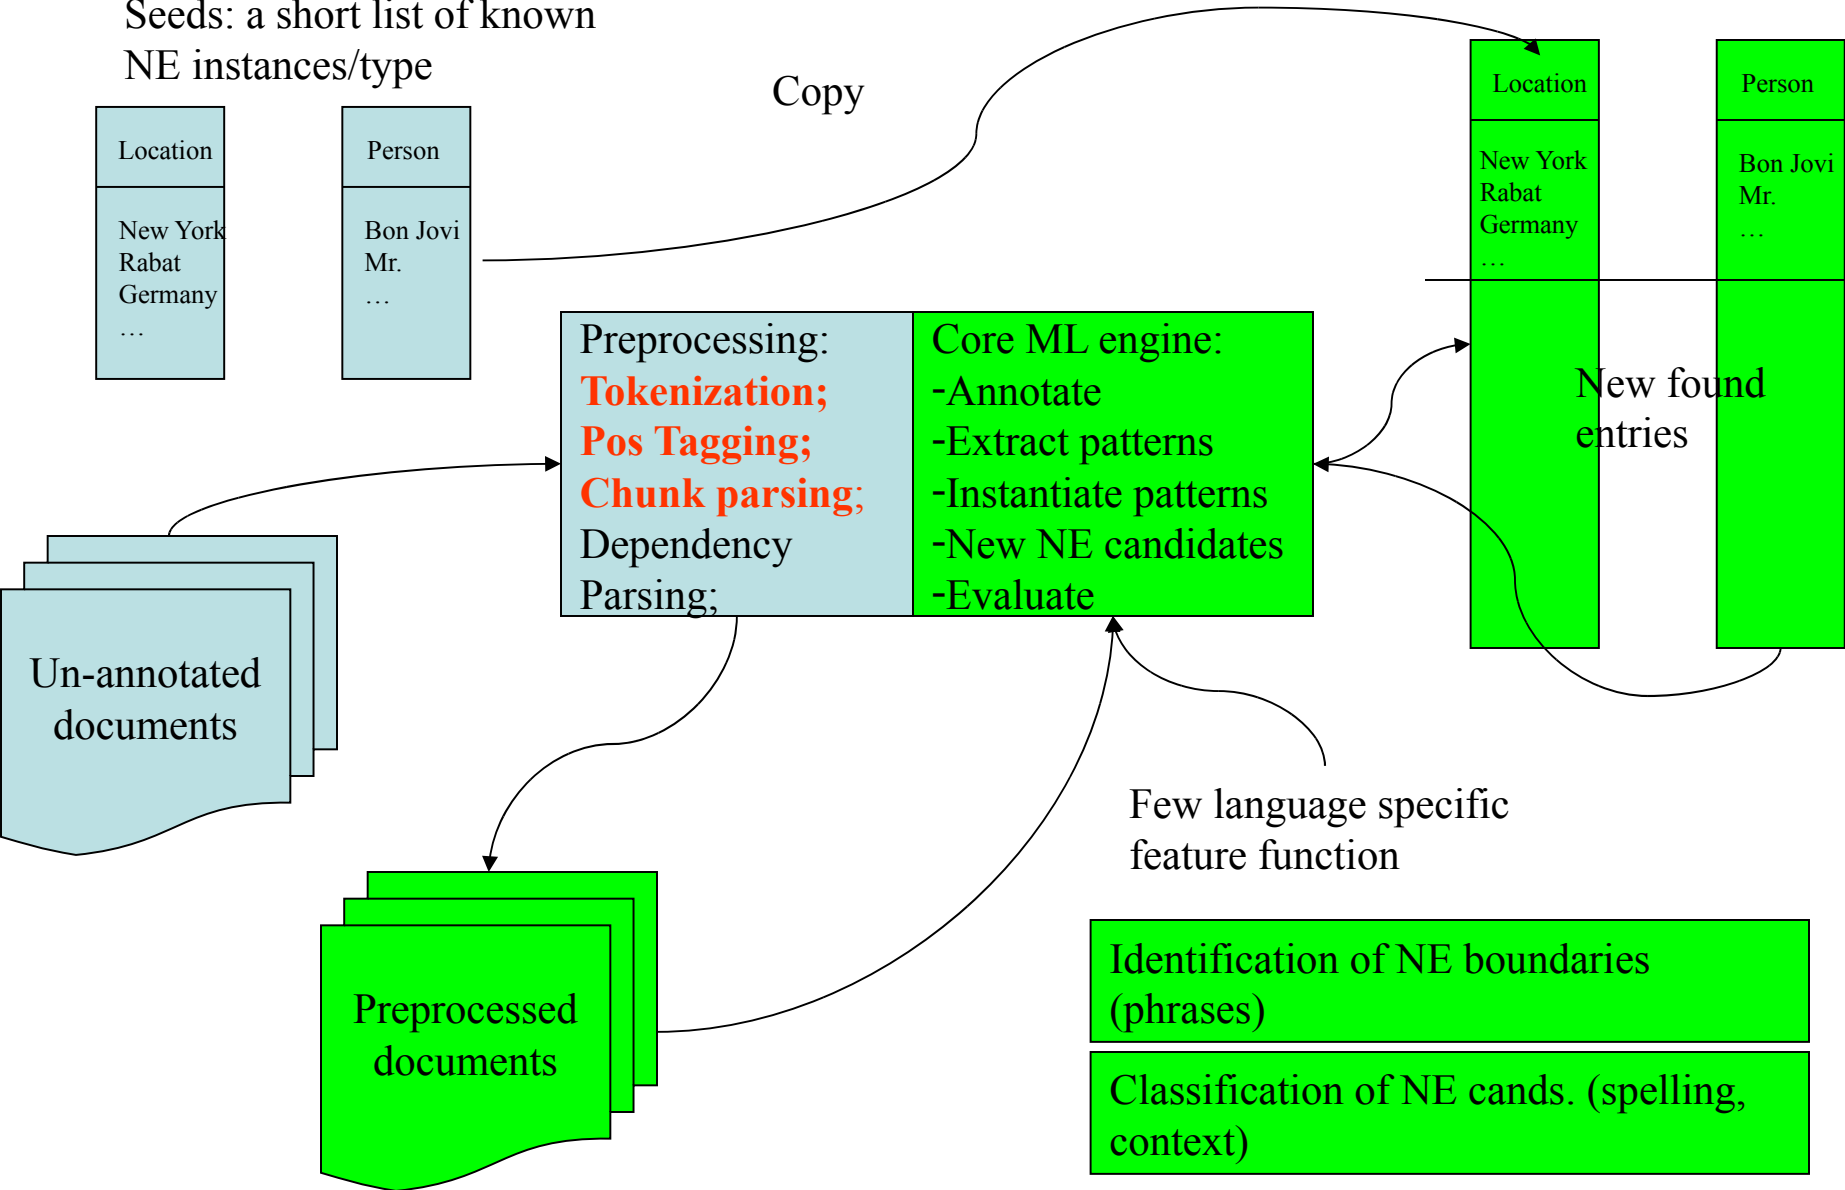 Seeds: a short list of known
NE instances/type
Location
New York
Rabat
Germany
…
Person
Bon Jovi
Mr.
…
Copy
Location
New York
Rabat
Germany
…
Person
Bon Jovi
Mr.
…
New found
entries
Preprocessing:
Tokenization;
Pos Tagging;
Chunk parsing;
Dependency
Parsing;
Core ML engine:
-Annotate
-Extract patterns
-Instantiate patterns
-New NE candidates
-Evaluate
Un-annotated
documents
Preprocessed
documents
Few language specific
feature function
Identification of NE boundaries
(phrases)
Classification of NE cands. (spelling,
context)